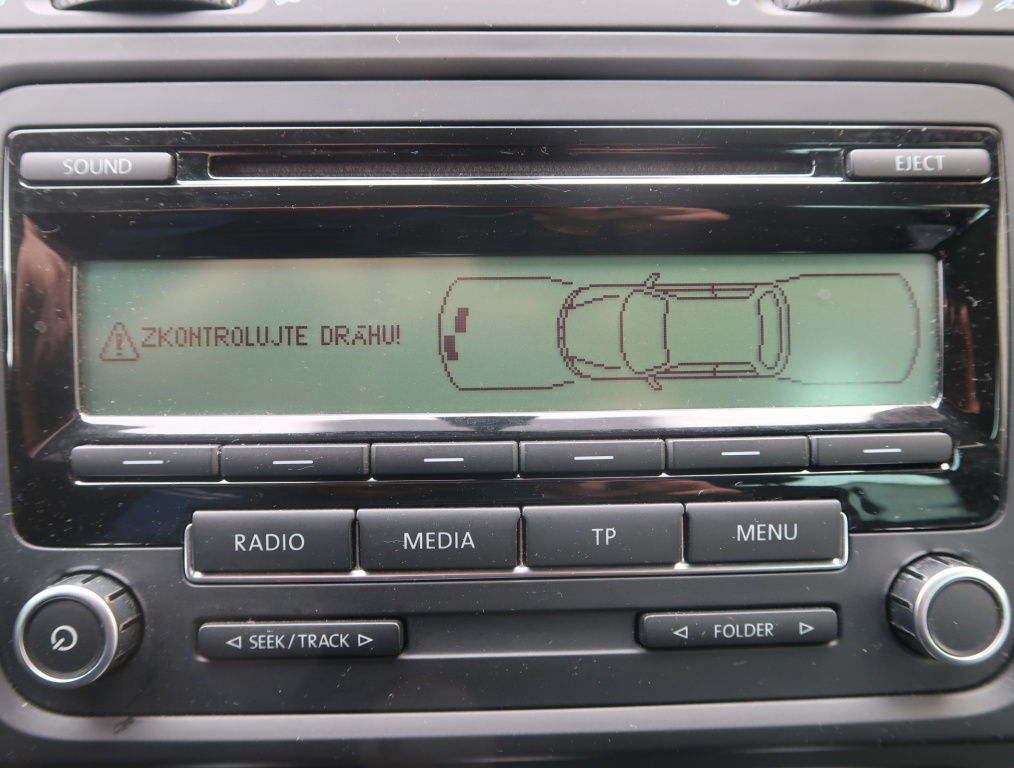 SOUND
EJECT
ZKONTROLUJTE DRÁHU!
RADIO
MEDIA
TP
MENU
SEEK/TRACK
FOLDER